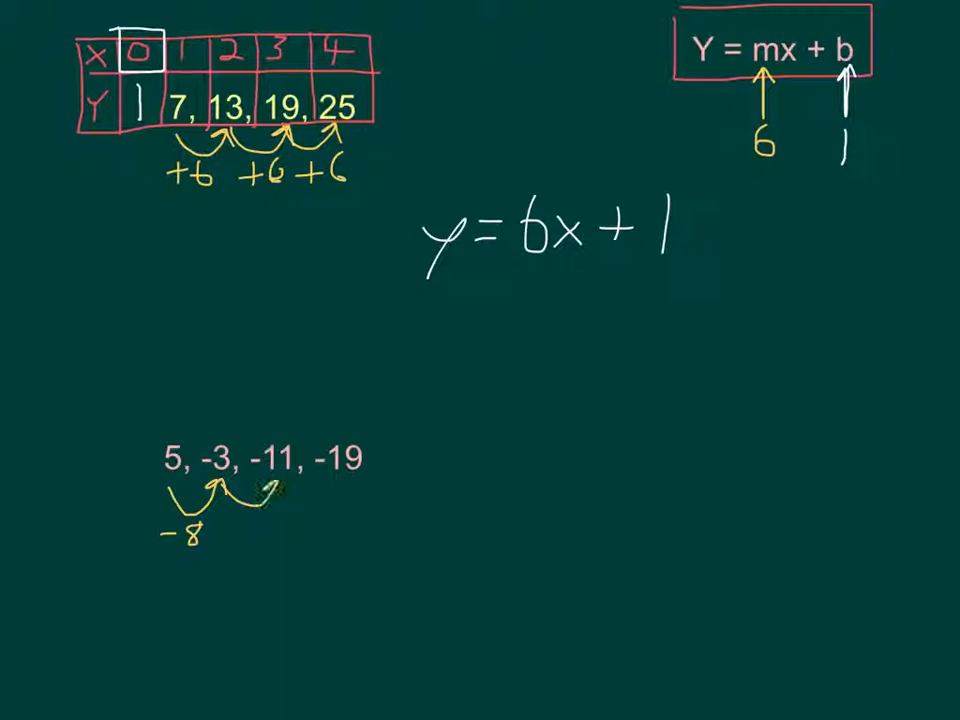 X 0 1 2 3 4
Y 1 7, 13, 19, 25
+6 +6 +6
Y = mx + b
6 1
y = 6x + 1
5, -3, -11, -19
-8